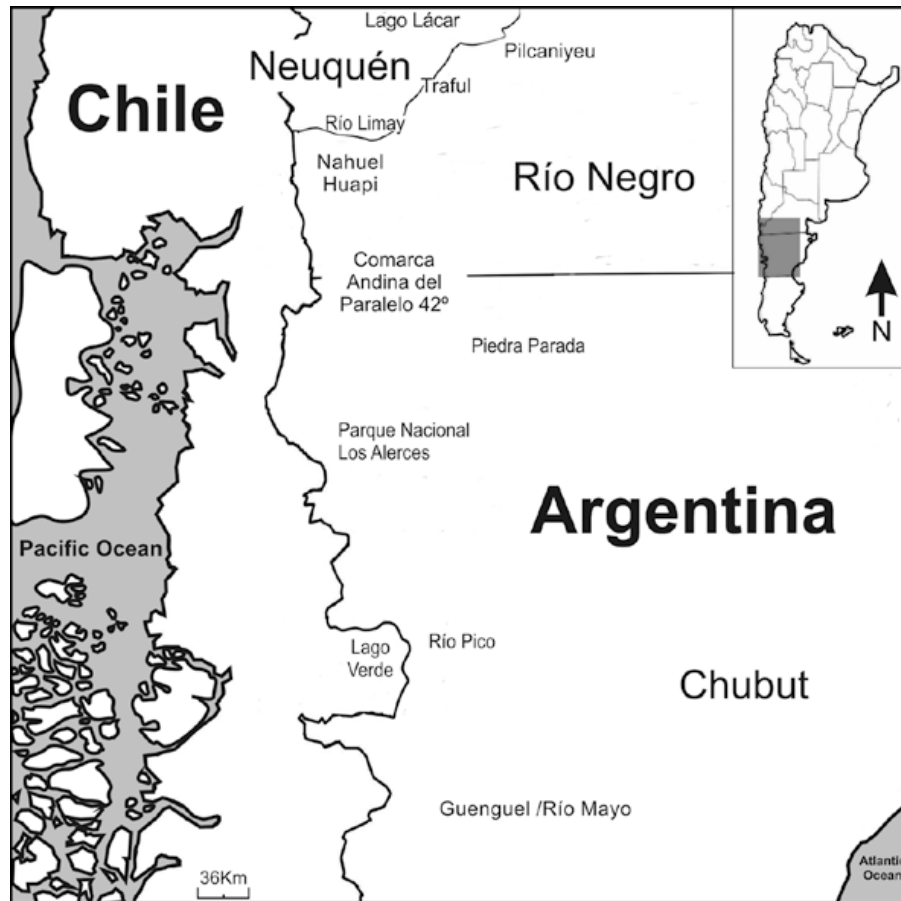 Lago Lácar
Pilcaniyeu
Neuquén
Traful
Chile
Río Limay
Nahuel
Huapi
Río Negro
Comarca
Andina del
Paralelo 42º
N
Piedra Parada
Parque Nacional
Los Alerces
Argentina
Pacific Ocean
Lago
Verde
Río Pico
Chubut
Guenguel /Río Mayo
36Km
Atlantic
Ocean